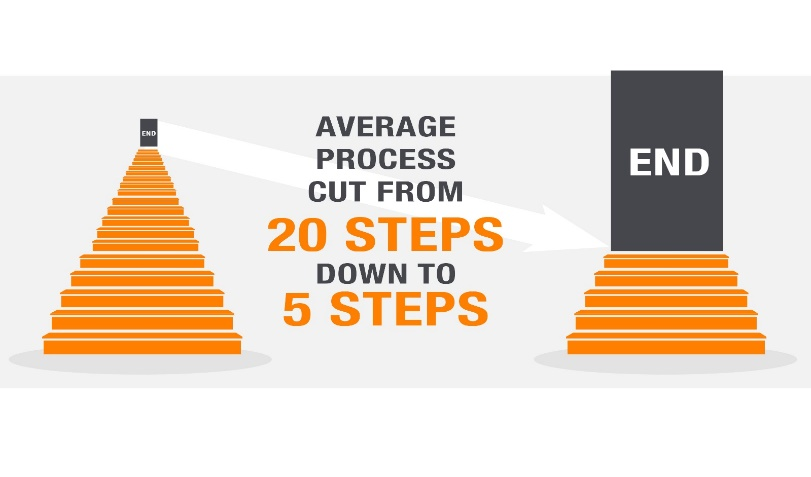 END
AVERAGE
PROCESS
CUT FROM
20 STEPS
DOWN TO
5 STEPS
END